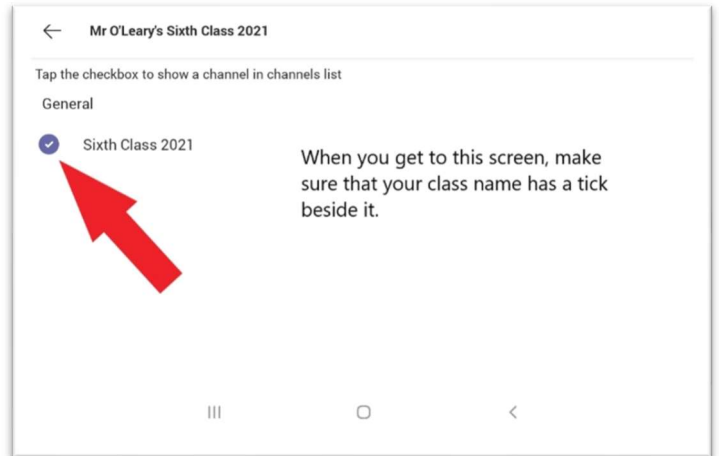 Mr O'Leary's Sixth Class 2021
Tap the checkbox to show a channel in channels list
General
Sixth Class 2021
When you get to this screen, make
sure that your class name has a tick
beside it.